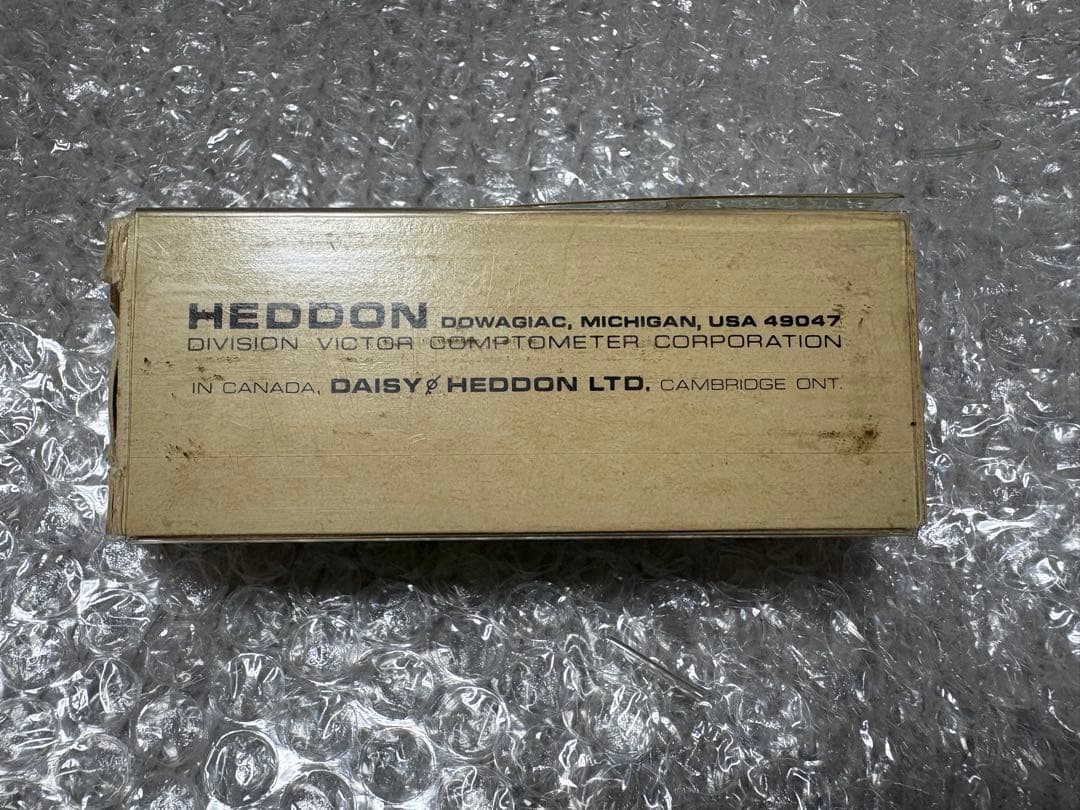 HEDDON DOWAGIAC, MICHIGAN, USA 49047
DIVISION VICTOR COMPTOMETER CORPORATION
IN CANADA, DAISY HEDDON LTD, CAMBRIDGE ONT.